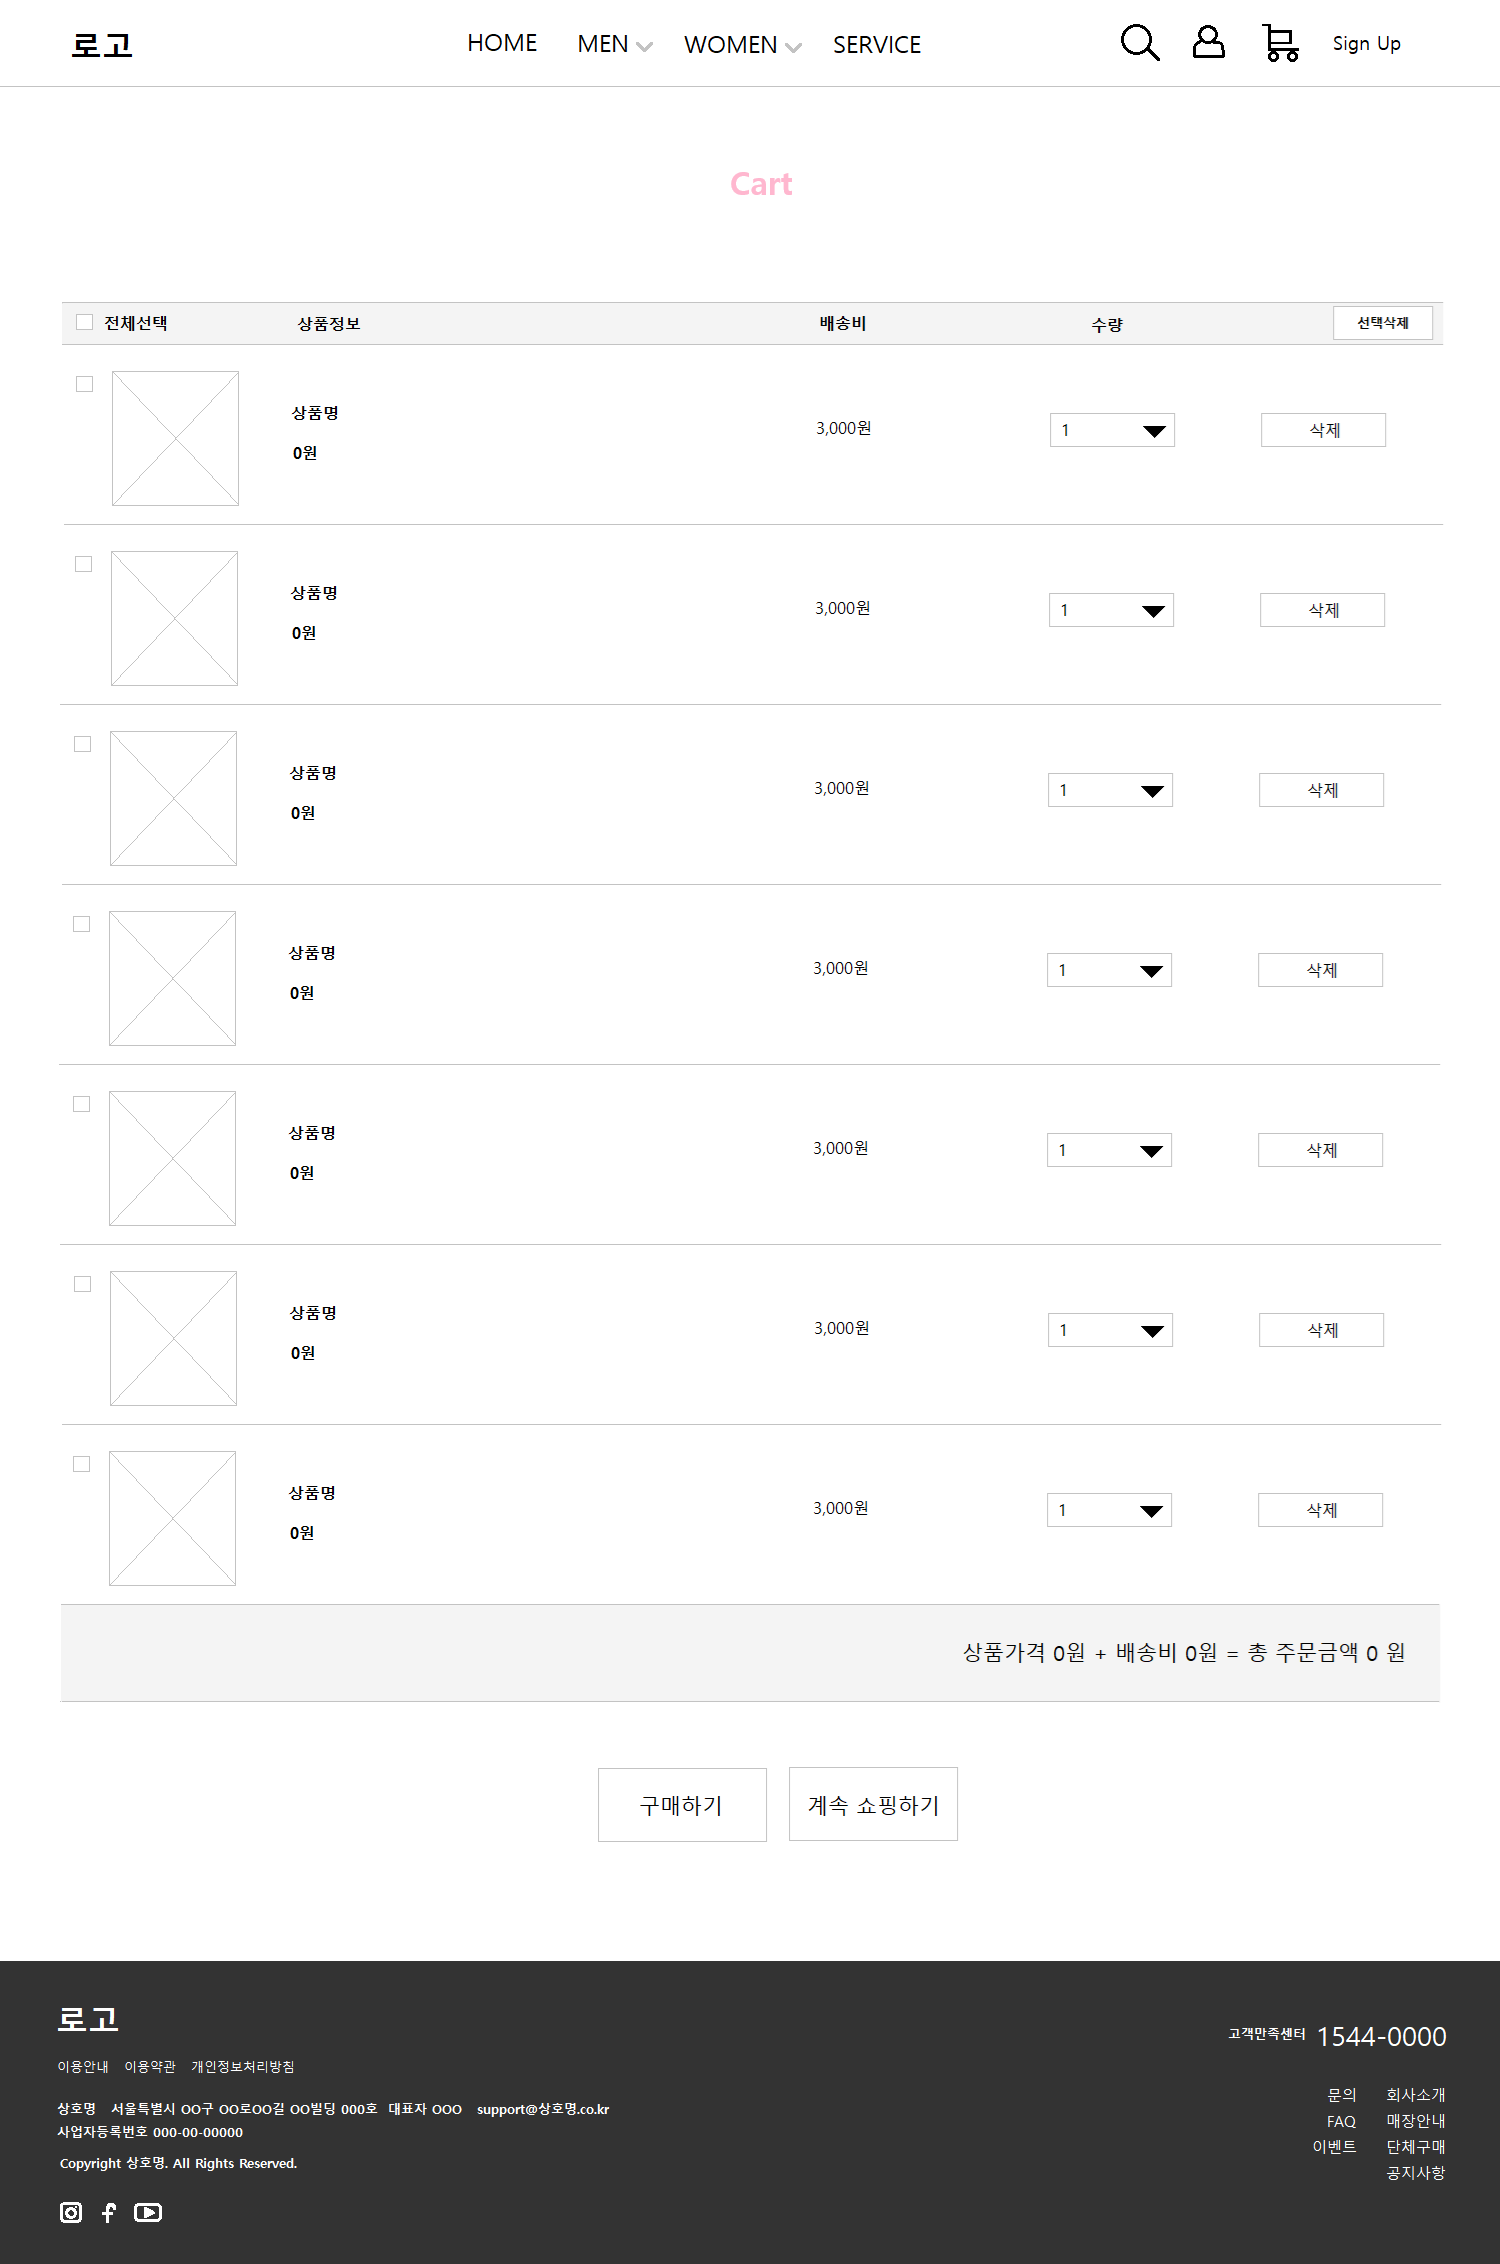 로고 HOME MEN WOMEN SERVICE Sign Up
Cart
전체선택 상품정보 배송비 수량 선택삭제
상품명
0원
3,000원 1 삭제
상품명
0원
3,000원 1 삭제
상품명
0원
3,000원 1 삭제
상품명
0원
3,000원 1 삭제
상품명
0원
3,000원 1 삭제
상품명
0원
3,000원 1 삭제
상품명
0원
3,000원 1 삭제
상품가격 0원 + 배송비 0원 = 총 주문금액 0 원
구매하기 계속 쇼핑하기
로고
이용안내 이용약관 개인정보처리방침
상호명 서울특별시 OO구 OO로OO길 OO빌딩 000호 대표자 OOO support@상호명.co.kr
사업자등록번호 000-00-00000
Copyright 상호명. All Rights Reserved.
고객만족센터 1544-0000
문의 회사소개
FAQ 매장안내
이벤트 단체구매
공지사항